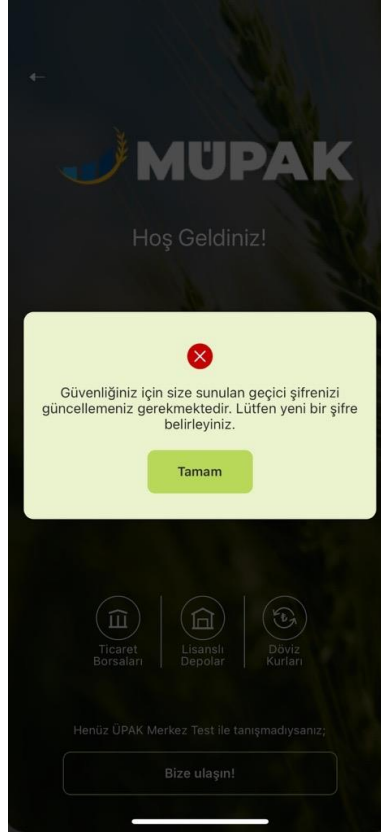 MÜPAK
Hoş Geldiniz!
Güvenliğiniz için size sunulan geçici şifrenizi
güncellemeniz gerekmektedir. Lütfen yeni bir şifre
belirleyiniz.
Tamam
Ticaret
Borsaları
Lisanslı
Depolar
Döviz
Kurları
Henüz ÜPAK Merkez Test ile tanışmadıysanız;
Bize ulaşın!